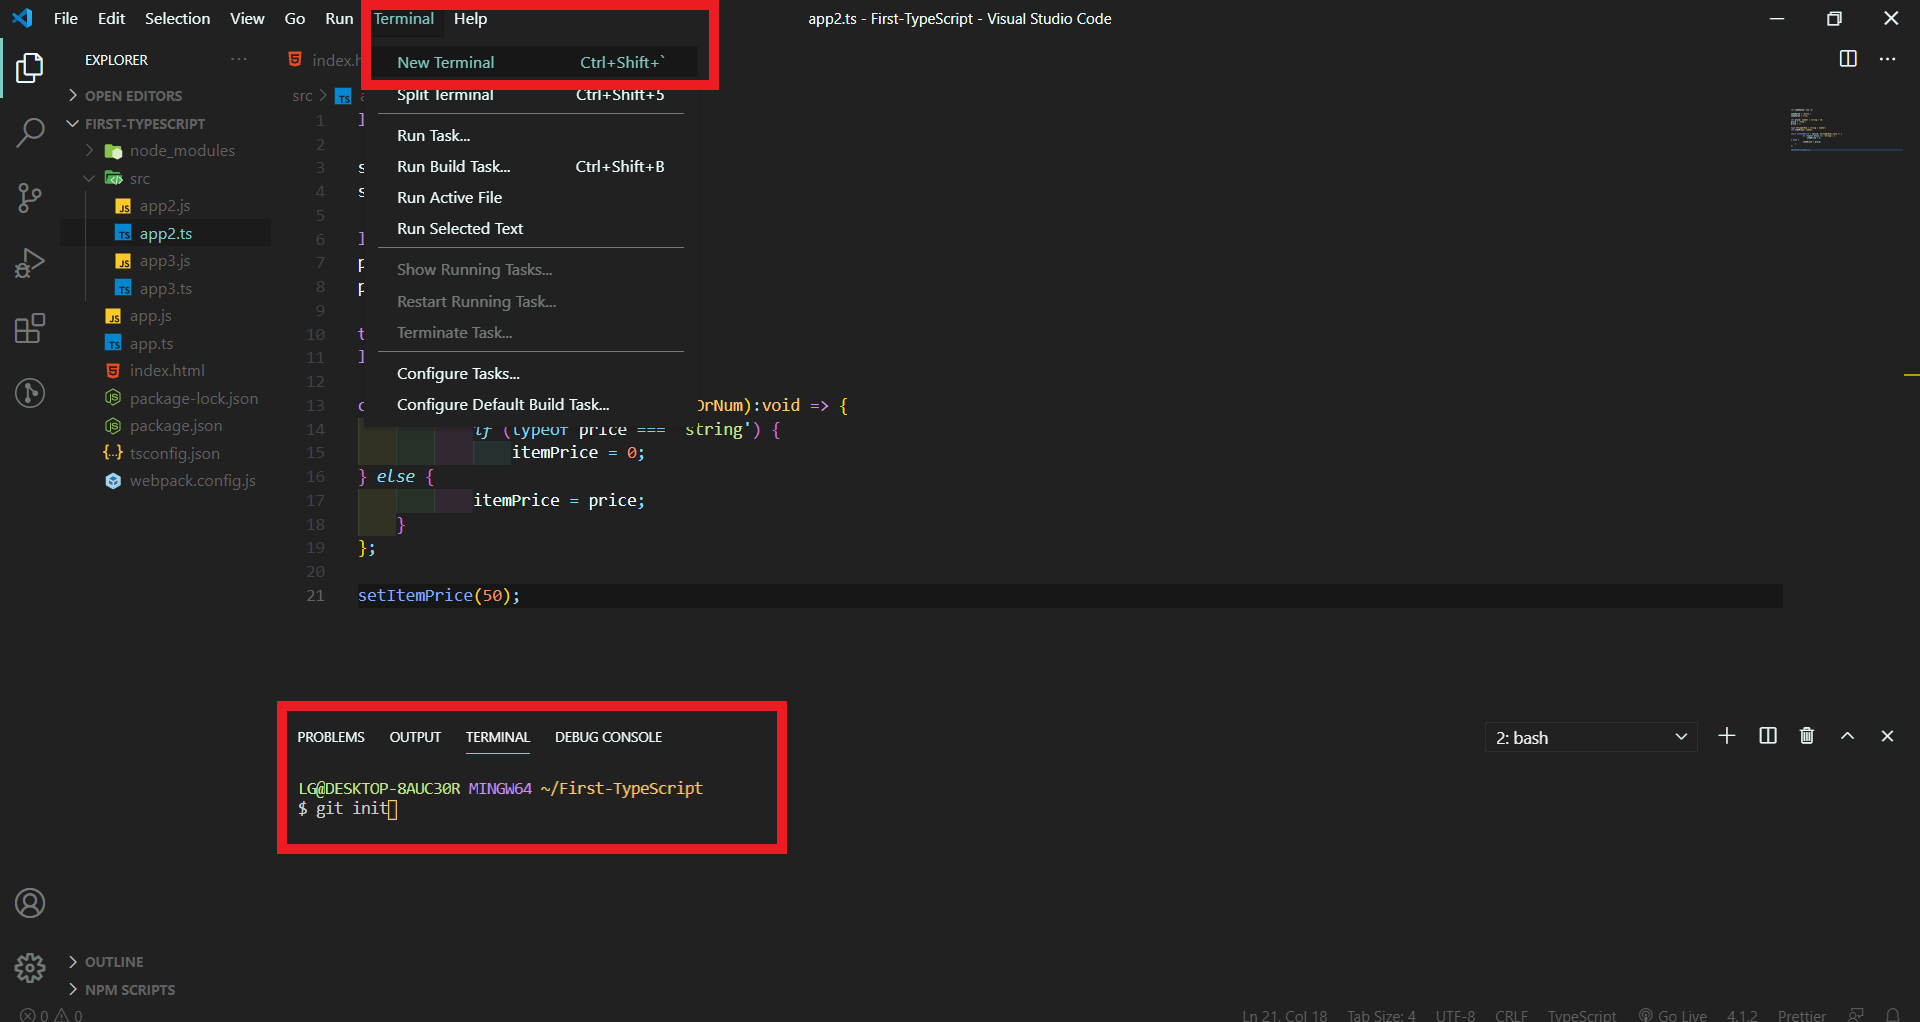 File Edit Selection View Go Run Terminal Help
app2.ts - First-TypeScript - Visual Studio Code
New Terminal Ctrl+Shift+`
Split Terminal Ctrl+Shift+5
Run Task...
Run Build Task... Ctrl+Shift+B
Run Active File
Run Selected Text
Show Running Tasks...
Restart Running Task...
Terminate Task...
Configure Tasks...
Configure Default Build Task...
EXPLORER
OPEN EDITORS
FIRST-TYPESCRIPT
node_modules
src
app2.js
app2.ts
app3.js
app3.ts
app.js
app.ts
index.html
package-lock.json
package.json
tsconfig.json
webpack.config.js
OUTLINE
NPM SCRIPTS
index.h
src > TS a
1 ]
2
3 s
4 s
5
6 ]
7 p
8 p
9
10 t
11 ]
12
13 c OrNum):void => {
14 if (typeof price === 'string') {
15 itemPrice = 0;
16 } else {
17 itemPrice = price;
18 }
19 };
20
21 setItemPrice(50);
PROBLEMS OUTPUT TERMINAL DEBUG CONSOLE
2: bash
LG@DESKTOP-8AUC30R MINGW64 ~/First-TypeScript
$ git init
0 0
Ln 21, Col 18 Tab Size: 4 UTF-8 CRLF TypeScript Go Live 4.1.2 Prettier